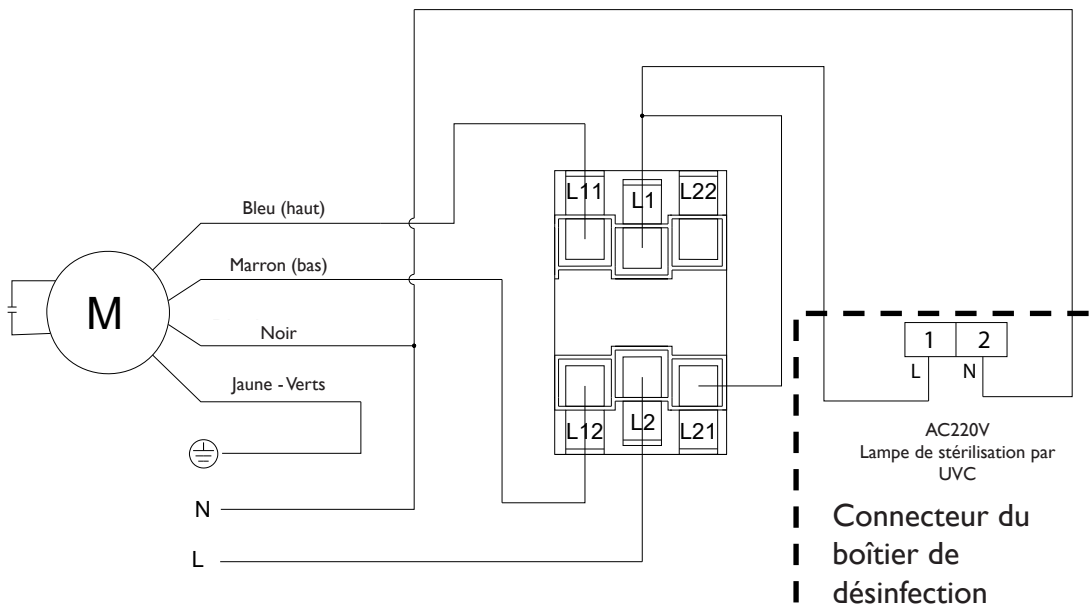 L11
L1
L22
Bleu (haut)
Marron (bas)
M
Noir
1
2
L
N
Jaune - Verts
L12
L2
L21
AC220V
Lampe de stérilisation par
UVC
N
L
Connecteur du
boîtier de
désinfection